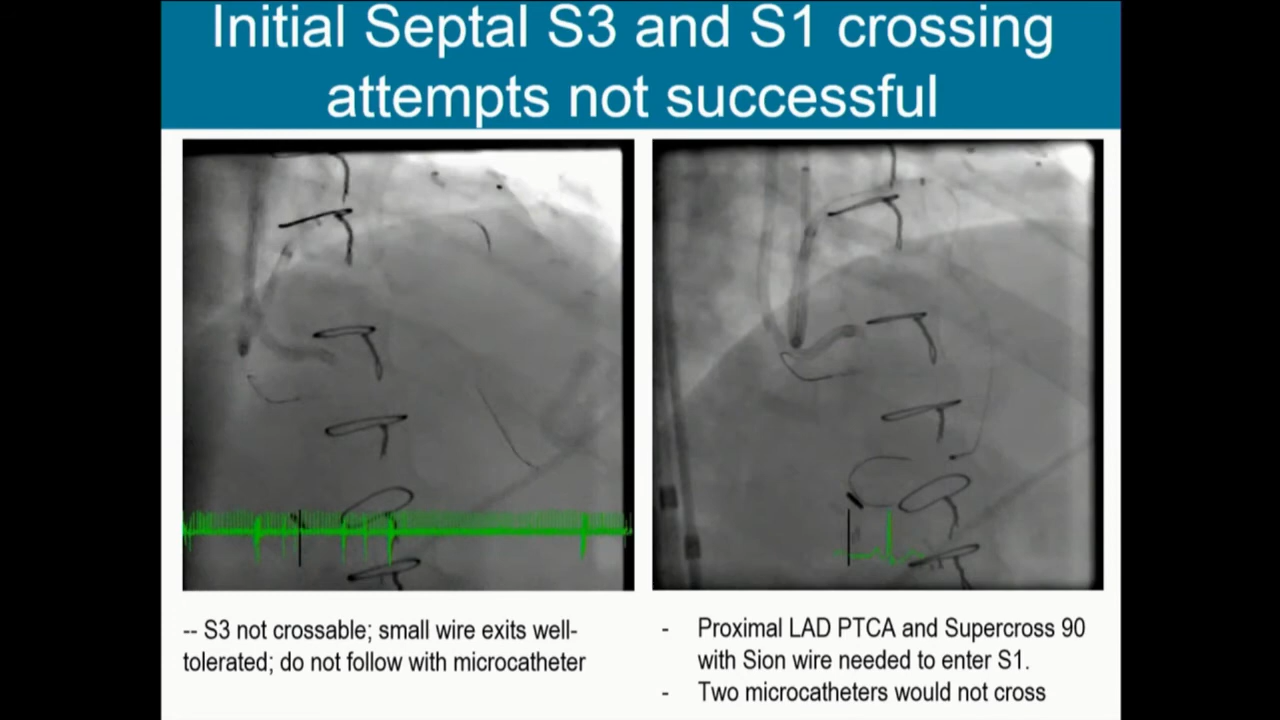 Initial Septal S3 and S1 crossing
attempts not successful
-- S3 not crossable; small wire exits well-
tolerated; do not follow with microcatheter
- Proximal LAD PTCA and Supercross 90
with Sion wire needed to enter S1.
- Two microcatheters would not cross